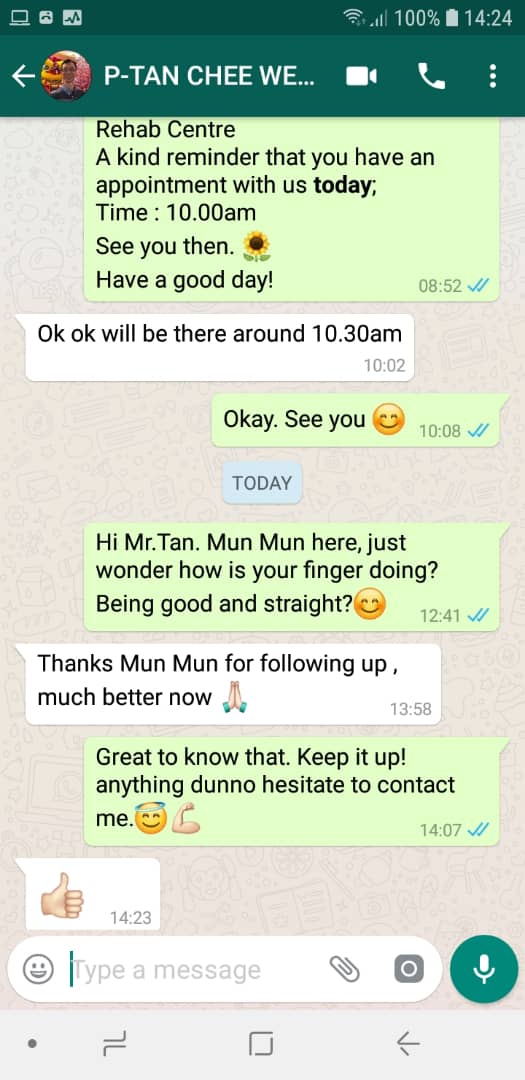 100% 14:24
P-TAN CHEE WE...
Rehab Centre
A kind reminder that you have an
appointment with us today;
Time : 10.00am
See you then. 🌻
Have a good day!
08:52
Ok ok will be there around 10.30am
10:02
Okay. See you 😊
10:08
TODAY
Hi Mr.Tan. Mun Mun here, just
wonder how is your finger doing?
Being good and straight?😊
12:41
Thanks Mun Mun for following up ,
much better now 🙏🏻
13:58
Great to know that. Keep it up!
anything dunno hesitate to contact
me.😇💪🏻
14:07
👍🏻
14:23
Type a message